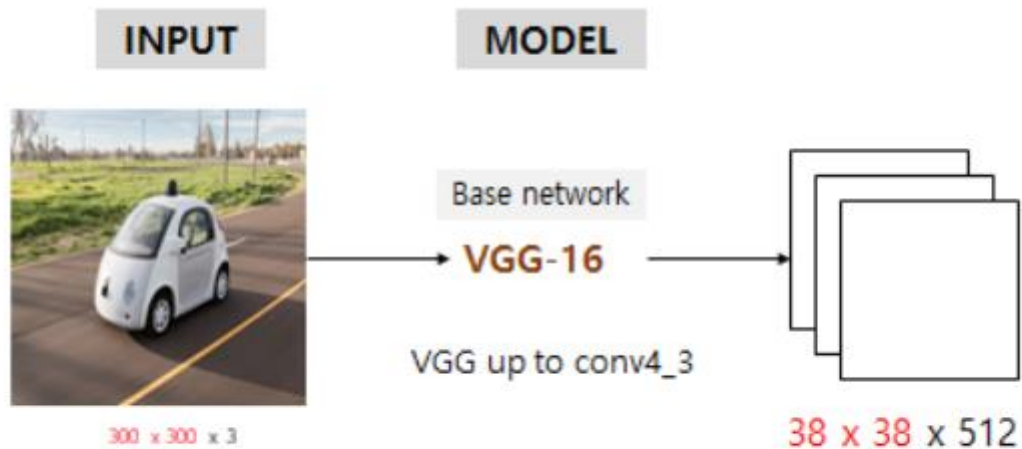 INPUT
MODEL
Base network
VGG-16
VGG up to conv4_3
300 x 300 x 3
38 x 38 x 512